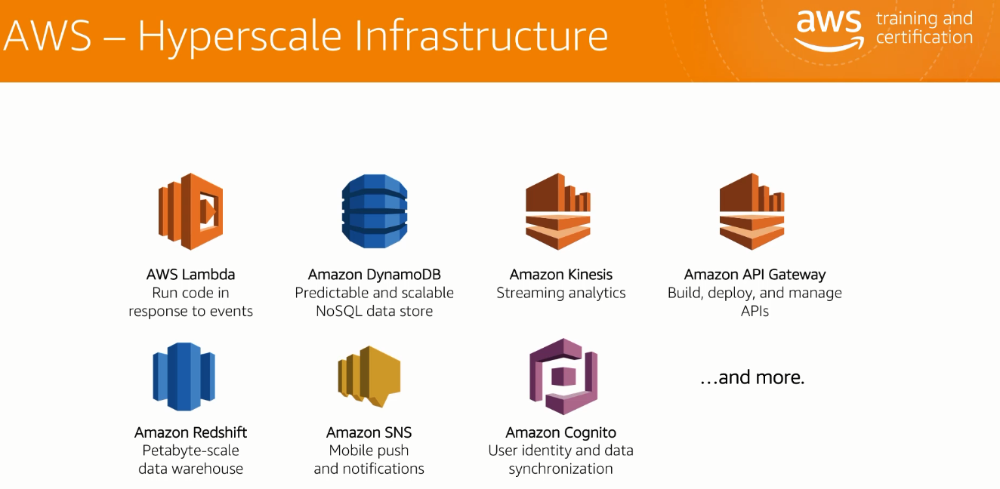 AWS – Hyperscale Infrastructure
aws training and
certification
AWS Lambda
Run code in
response to events
Amazon DynamoDB
Predictable and scalable
NoSQL data store
Amazon Kinesis
Streaming analytics
Amazon API Gateway
Build, deploy, and manage
APIs
Amazon Redshift
Petabyte-scale
data warehouse
Amazon SNS
Mobile push
and notifications
Amazon Cognito
User identity and data
synchronization
...and more.